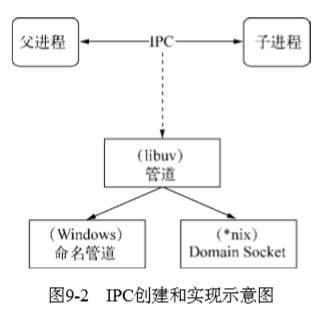 父进程
IPC
子进程
(libuv)
管道
(Windows)
命名管道
(*nix)
Domain Socket
图9-2 IPC创建和实现示意图